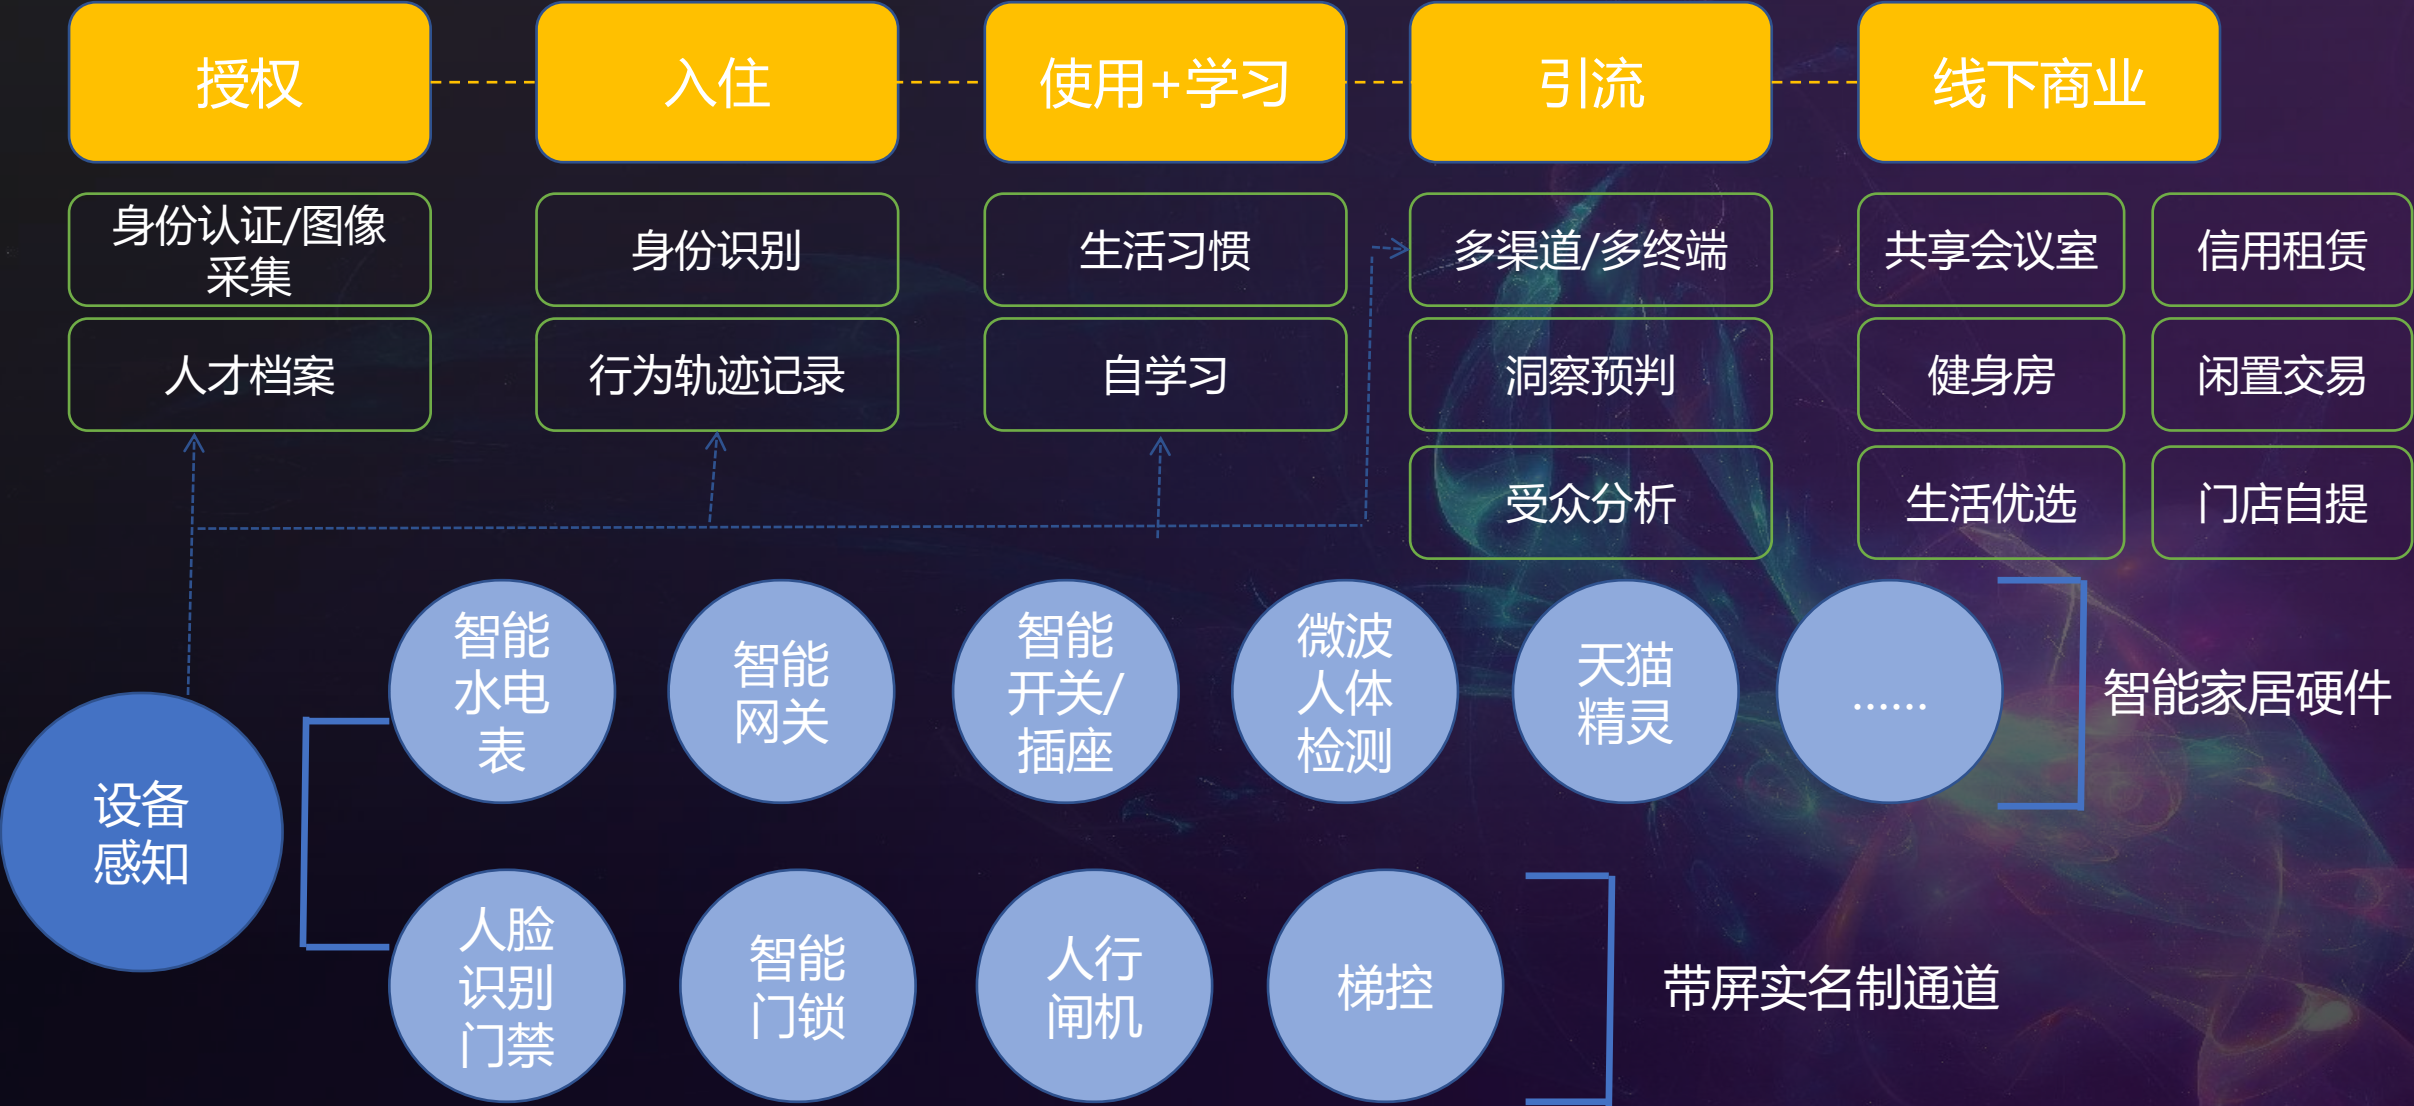 授权
入住
使用+学习
引流
线下商业
身份认证/图像
采集
身份识别
生活习惯
多渠道/多终端
共享会议室
信用租赁
人才档案
行为轨迹记录
自学习
洞察预判
健身房
闲置交易
受众分析
生活优选
门店自提
智能
水电
表
智能
网关
智能
开关/
插座
微波
人体
检测
天猫
精灵
......
智能家居硬件
设备
感知
人脸
识别
门禁
智能
门锁
人行
闸机
梯控
带屏实名制通道